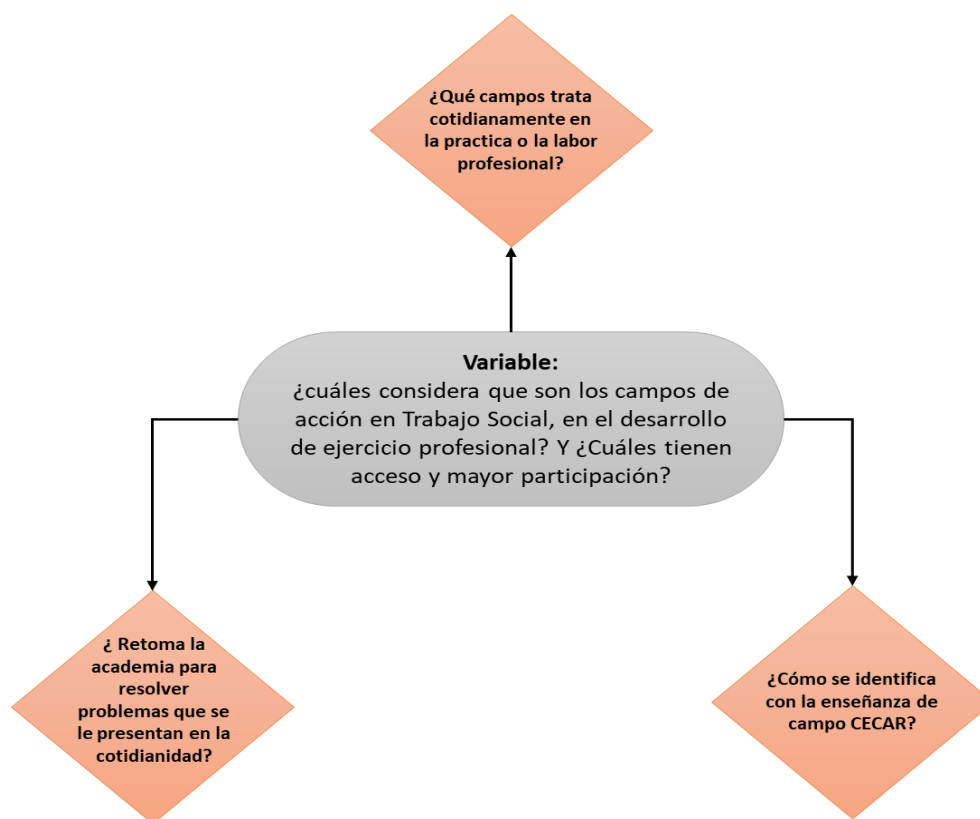 ¿Qué campos trata
cotidianamente en
la practica o la labor
profesional?
Variable:
¿cuáles considera que son los campos de
acción en Trabajo Social, en el desarrollo
de ejercicio profesional? Y ¿Cuáles tienen
acceso y mayor participación?
¿ Retoma la
academia para
resolver
problemas que se
le presentan en la
cotidianidad?
¿Cómo se identifica
con la enseñanza de
campo CECAR?